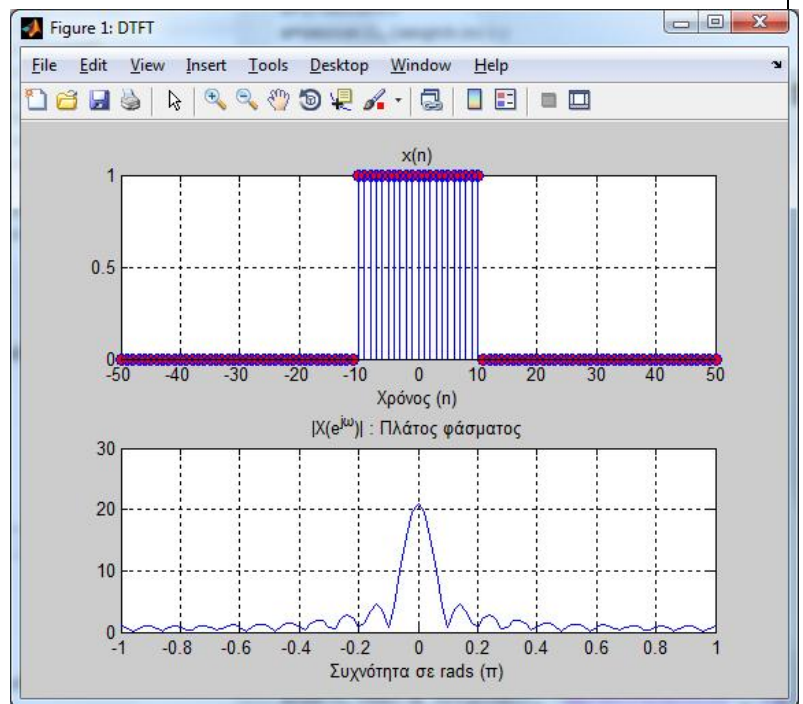 Figure 1: DTFT
File Edit View Insert Tools Desktop Window Help
x(n)
1
0.5
0
-50 -40 -30 -20 -10 0 10 20 30 40 50
Χρόνος (n)
|X(e^jω)| : Πλάτος φάσματος
30
20
10
0
-1 -0.8 -0.6 -0.4 -0.2 0 0.2 0.4 0.6 0.8 1
Συχνότητα σε rads (π)